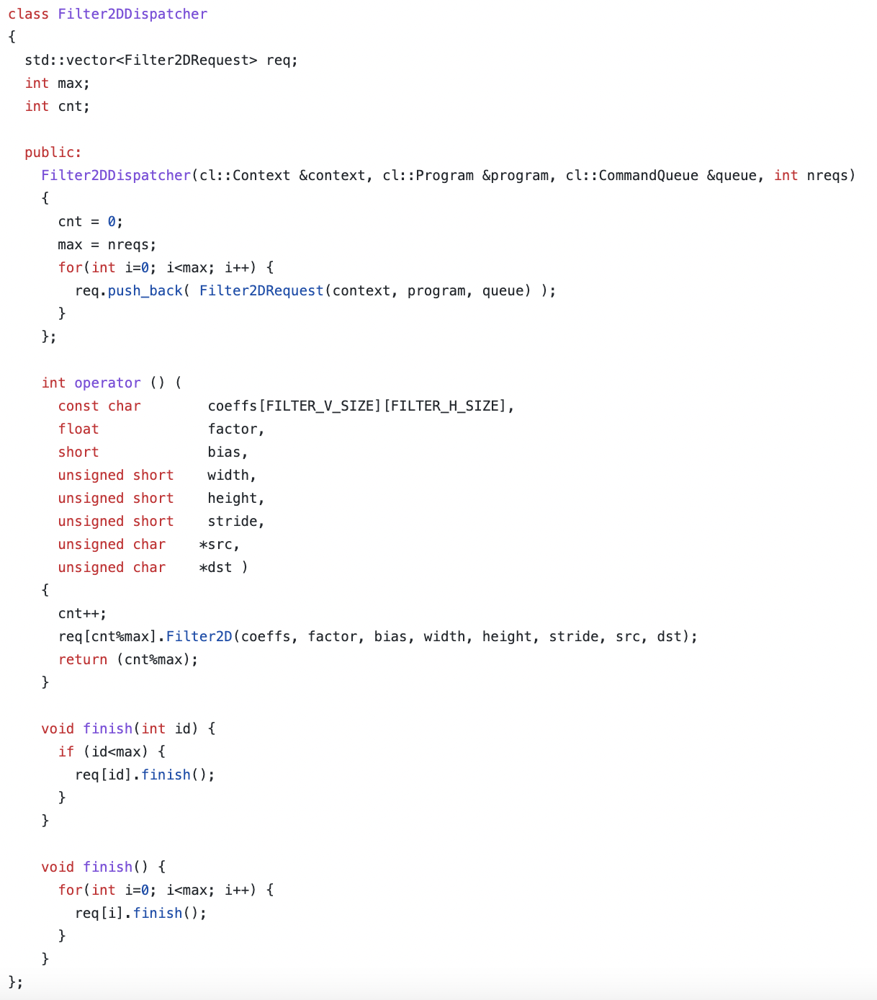 class Filter2DDispatcher
{
  std::vector<Filter2DRequest> req;
  int max;
  int cnt;

  public:
    Filter2DDispatcher(cl::Context &context, cl::Program &program, cl::CommandQueue &queue, int nreqs)
    {
      cnt = 0;
      max = nreqs;
      for(int i=0; i<max; i++) {
        req.push_back( Filter2DRequest(context, program, queue) );
      }
    };

    int operator () (
      const char        coeffs[FILTER_V_SIZE][FILTER_H_SIZE],
      float             factor,
      short             bias,
      unsigned short    width,
      unsigned short    height,
      unsigned short    stride,
      unsigned char    *src,
      unsigned char    *dst )
    {
      cnt++;
      req[cnt%max].Filter2D(coeffs, factor, bias, width, height, stride, src, dst);
      return (cnt%max);
    }

    void finish(int id) {
      if (id<max) {
        req[id].finish();
      }
    }

    void finish() {
      for(int i=0; i<max; i++) {
        req[i].finish();
      }
    }
};